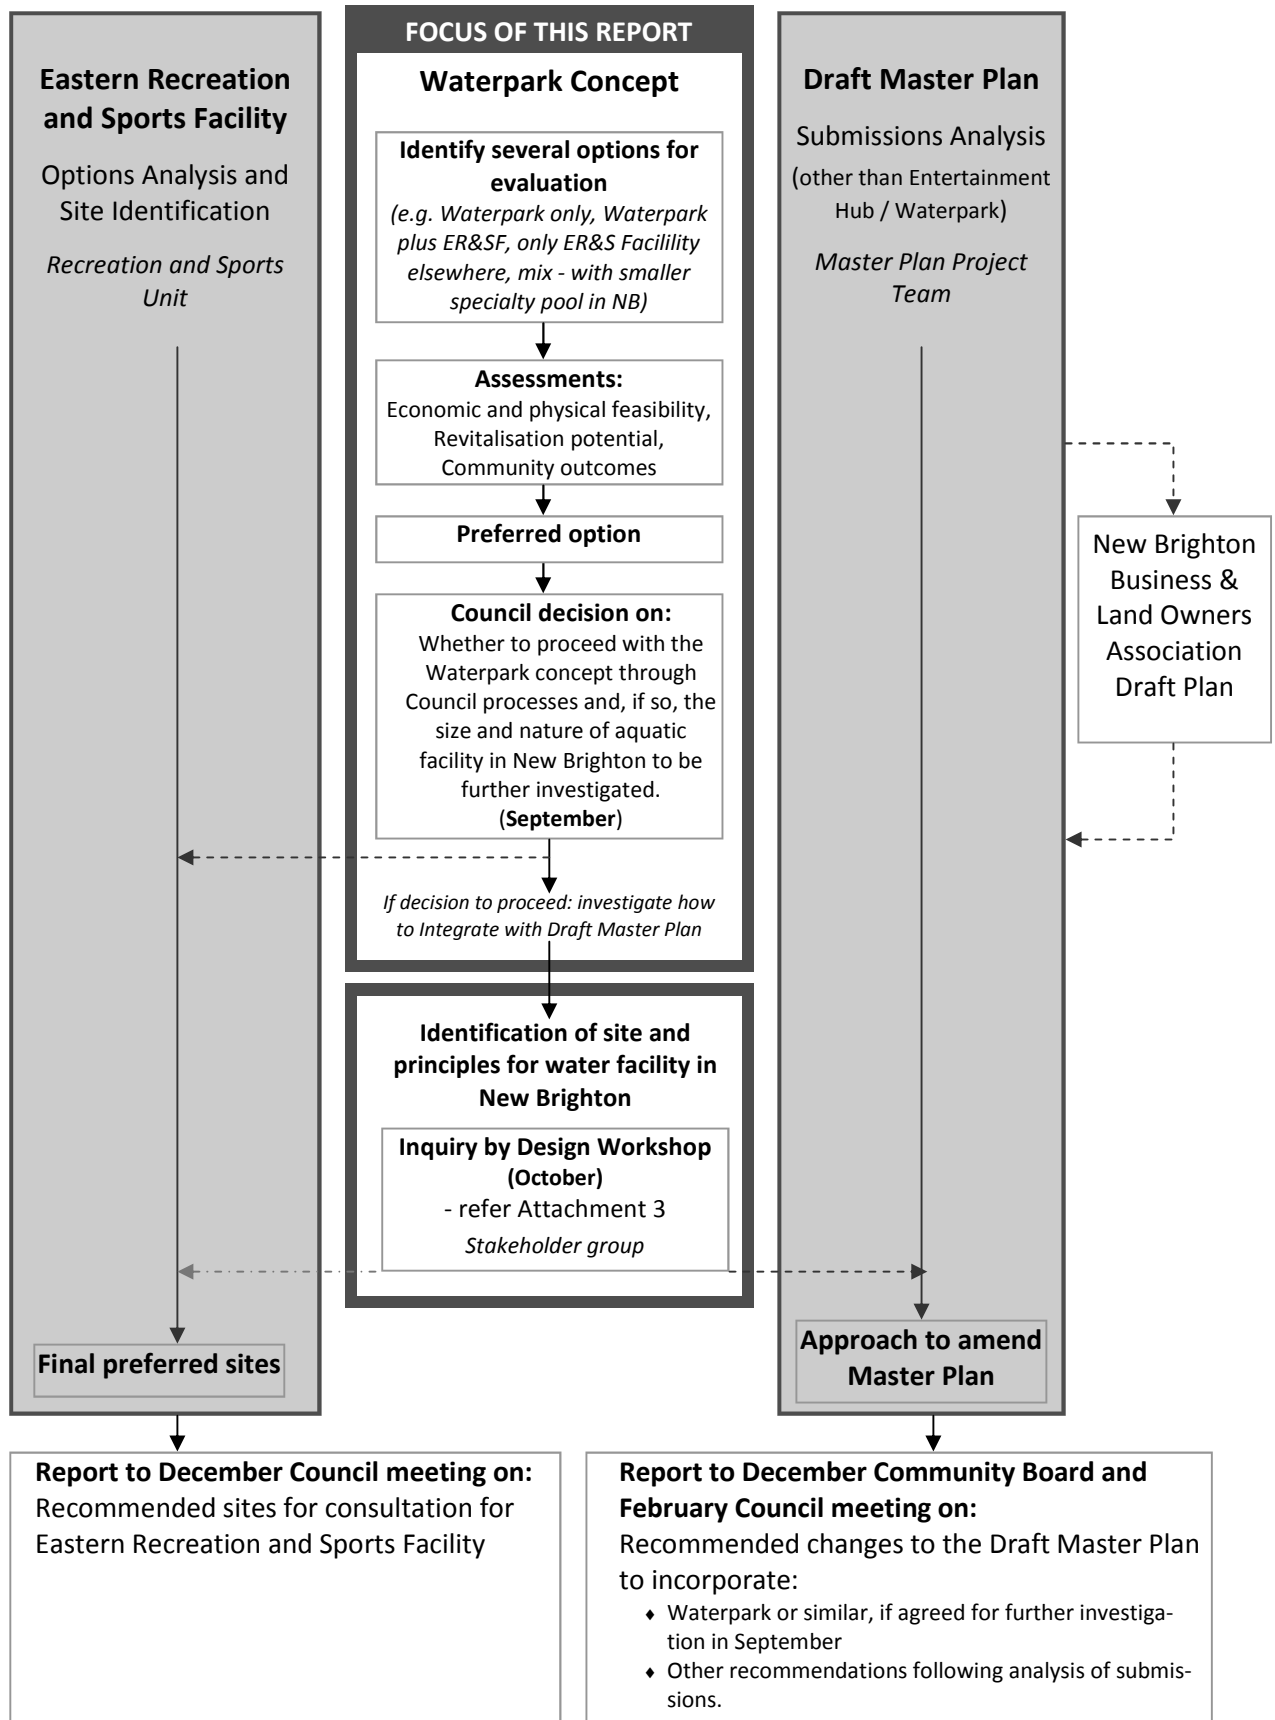 Eastern Recreation
and Sports Facility
Options Analysis and
Site Identification
Recreation and Sports
Unit
Final preferred sites
FOCUS OF THIS REPORT
Waterpark Concept
Identify several options for
evaluation
(e.g. Waterpark only, Waterpark
plus ER&SF, only ER&S Facilility
elsewhere, mix - with smaller
specialty pool in NB)
Assessments:
Economic and physical feasibility,
Revitalisation potential,
Community outcomes
Preferred option
Council decision on:
Whether to proceed with the
Waterpark concept through
Council processes and, if so, the
size and nature of aquatic
facility in New Brighton to be
further investigated.
(September)
If decision to proceed: investigate how
to Integrate with Draft Master Plan
Identification of site and
principles for water facility in
New Brighton
Inquiry by Design Workshop
(October)
- refer Attachment 3
Stakeholder group
Draft Master Plan
Submissions Analysis
(other than Entertainment
Hub / Waterpark)
Master Plan Project
Team
New Brighton
Business &
Land Owners
Association
Draft Plan
Approach to amend
Master Plan
Report to December Council meeting on:
Recommended sites for consultation for
Eastern Recreation and Sports Facility
Report to December Community Board and
February Council meeting on:
Recommended changes to the Draft Master Plan
to incorporate:
♦ Waterpark or similar, if agreed for further investiga-
tion in September
♦ Other recommendations following analysis of submis-
sions.